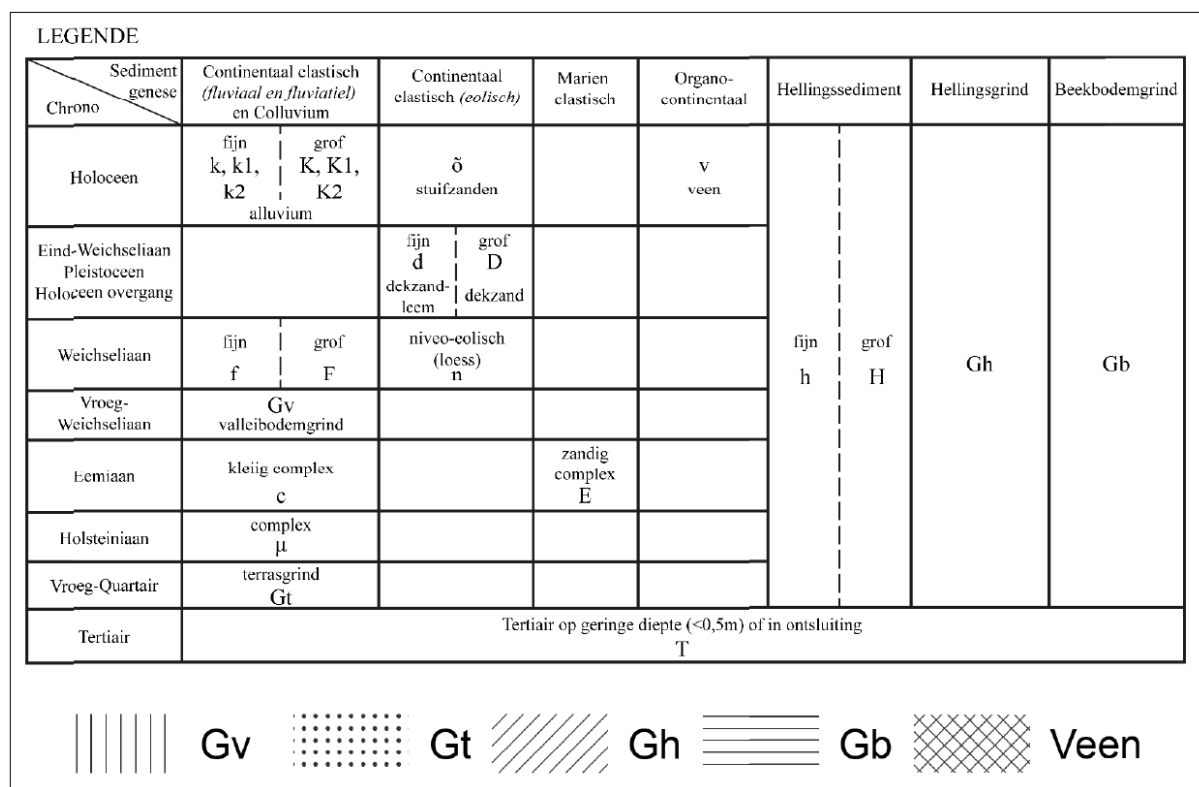 LEGENDE
Sediment
genese
Chrono
Continentaal clastisch
(fluviaal en fluviatiel)
en Colluvium
Continentaal
clastisch (eolisch)
Marien
clastisch
Organo-
continentaal
Hellingssediment
Hellingsgrind
Beekbodemgrind
Holoceen
fijn
k, k1,
k2
grof
K, K1,
K2
alluvium
õ
stuifzanden
v
veen
Eind-Weichseliaan
Pleistoceen
Holoceen overgang
fijn
d
dekzand-
leem
grof
D
dekzand
Weichseliaan
fijn
f
grof
F
niveo-eolisch
(loess)
n
fijn
h
grof
H
Gh
Gb
Vroeg-
Weichseliaan
Gv
valleibodemgrind
Eemiaan
kleiig complex
c
zandig
complex
E
Holsteiniaan
complex
µ
Vroeg-Quartair
terrasgrind
Gt
Tertiair
Tertiair op geringe diepte (<0,5m) of in ontsluiting
T
Gv
Gt
Gh
Gb
Veen